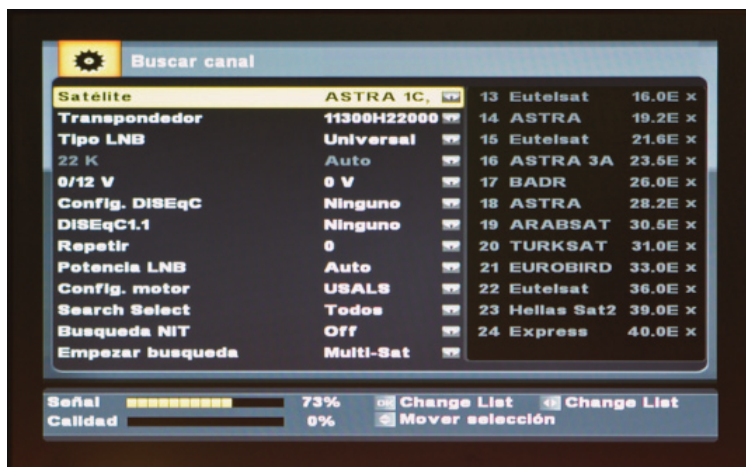 Buscar canal
Satélite ASTRA 1C,
Transpondedor 11300H22000
Tipo LNB Universal
22 K Auto
0/12 V 0 V
Config. DISEqC Ninguno
DISEqC1.1 Ninguno
Repetir 0
Potencia LNB Auto
Config. motor USALS
Search Select Todos
Busqueda NIT Off
Empezar busqueda Multi-Sat
13 Eutelsat 16.0E x
14 ASTRA 19.2E x
15 Eutelsat 21.6E x
16 ASTRA 3A 23.5E x
17 BADR 26.0E x
18 ASTRA 28.2E x
19 ARABSAT 30.5E x
20 TURKSAT 31.0E x
21 EUROBIRD 33.0E x
22 Eutelsat 36.0E x
23 Hellas Sat2 39.0E x
24 Express 40.0E x
Señal 73% OK Change List Change List
Calidad 0% Mover selección